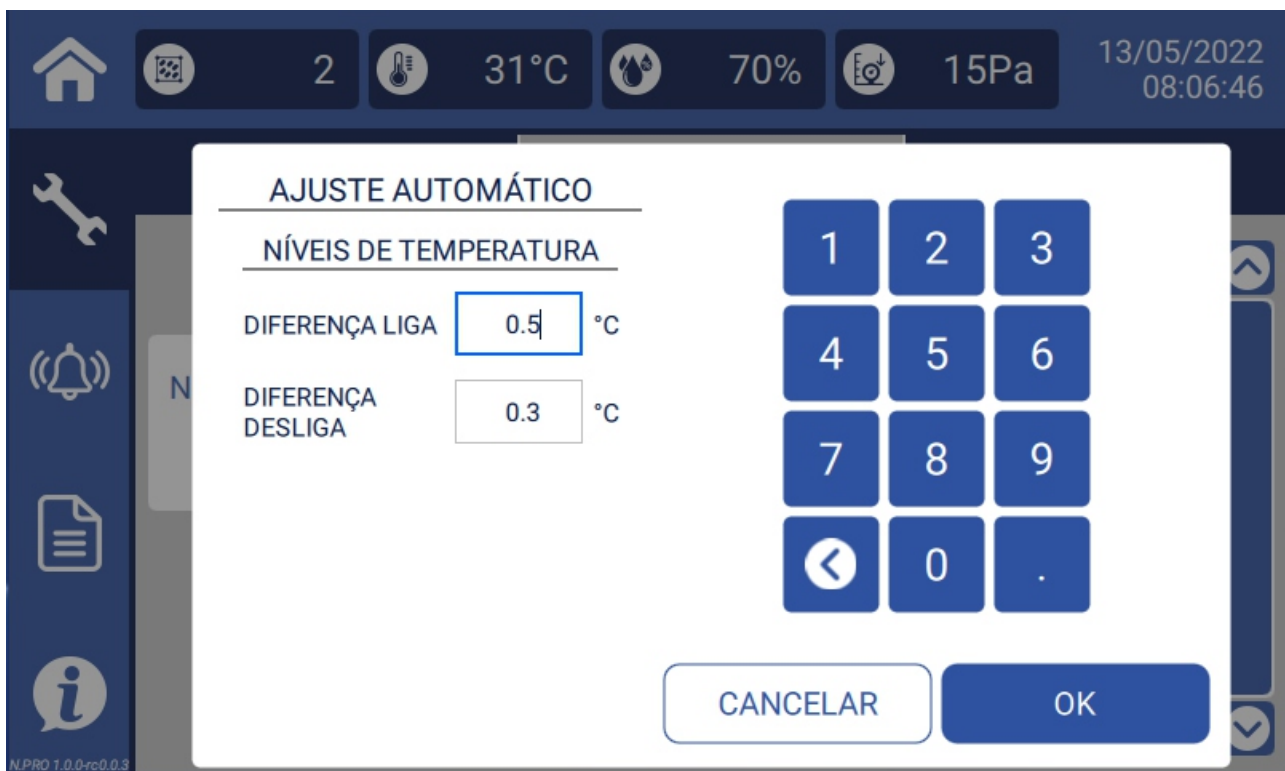 2
31°C
70%
15Pa
13/05/2022
08:06:46
AJUSTE AUTOMÁTICO
NÍVEIS DE TEMPERATURA
DIFERENÇA LIGA 0.5 °C
DIFERENÇA
DESLIGA 0.3 °C
N
1 2 3
4 5 6
7 8 9
0 .
CANCELAR OK
N.PRO 1.0.0-rc0.0.3